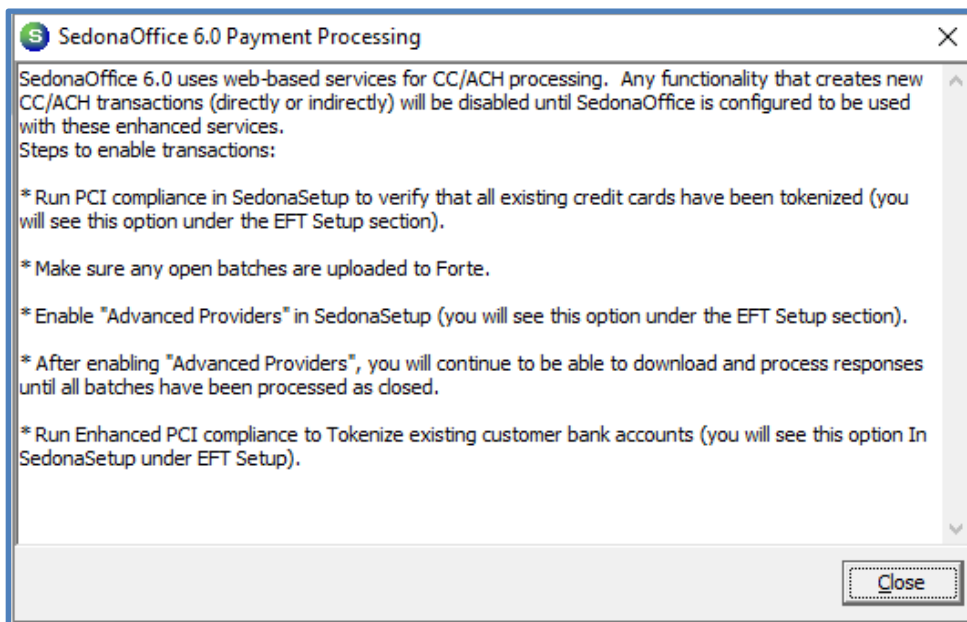 S SedonaOffice 6.0 Payment Processing
SedonaOffice 6.0 uses web-based services for CC/ACH processing.  Any functionality that creates new
CC/ACH transactions (directly or indirectly) will be disabled until SedonaOffice is configured to be used
with these enhanced services.
Steps to enable transactions:
* Run PCI compliance in SedonaSetup to verify that all existing credit cards have been tokenized (you
will see this option under the EFT Setup section).
* Make sure any open batches are uploaded to Forte.
* Enable "Advanced Providers" in SedonaSetup (you will see this option under the EFT Setup section).
* After enabling "Advanced Providers", you will continue to be able to download and process responses
until all batches have been processed as closed.
* Run Enhanced PCI compliance to Tokenize existing customer bank accounts (you will see this option In
SedonaSetup under EFT Setup).
Close